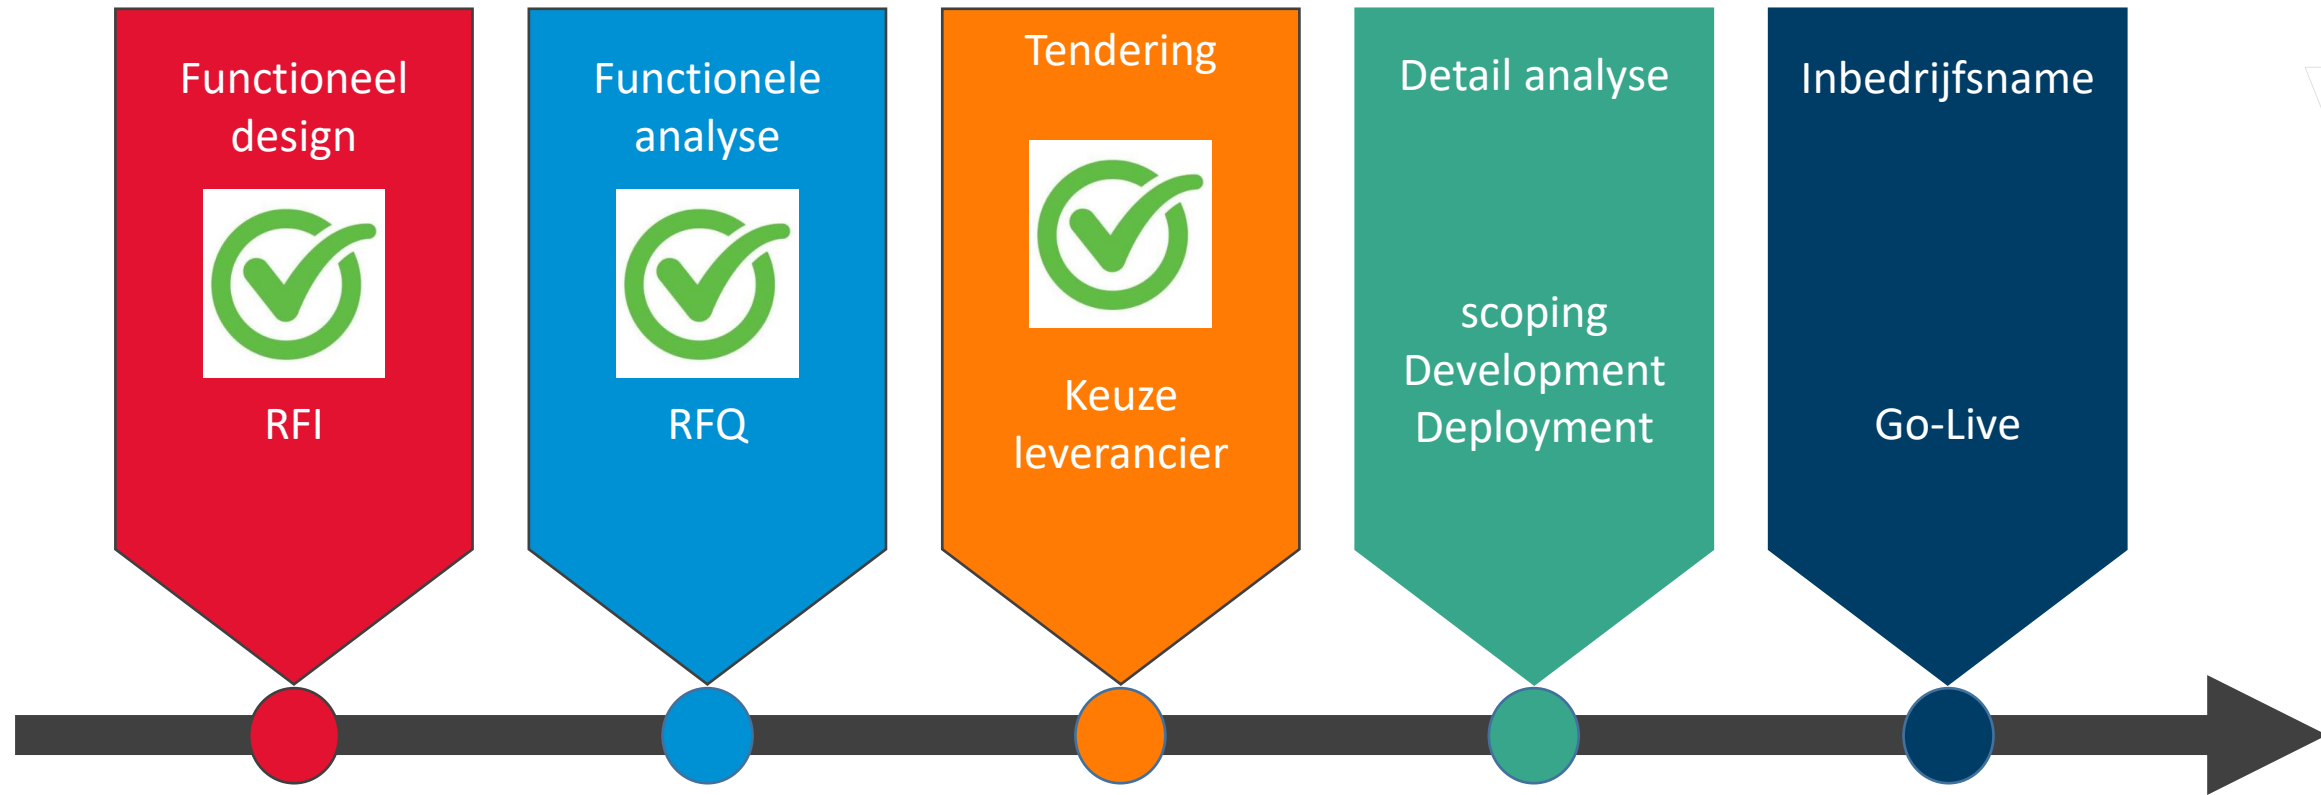 Functioneel
design
RFI
Functionele
analyse
RFQ
Tendering
Keuze
leverancier
Detail analyse
scoping
Development
Deployment
Inbedrijfsname
Go-Live